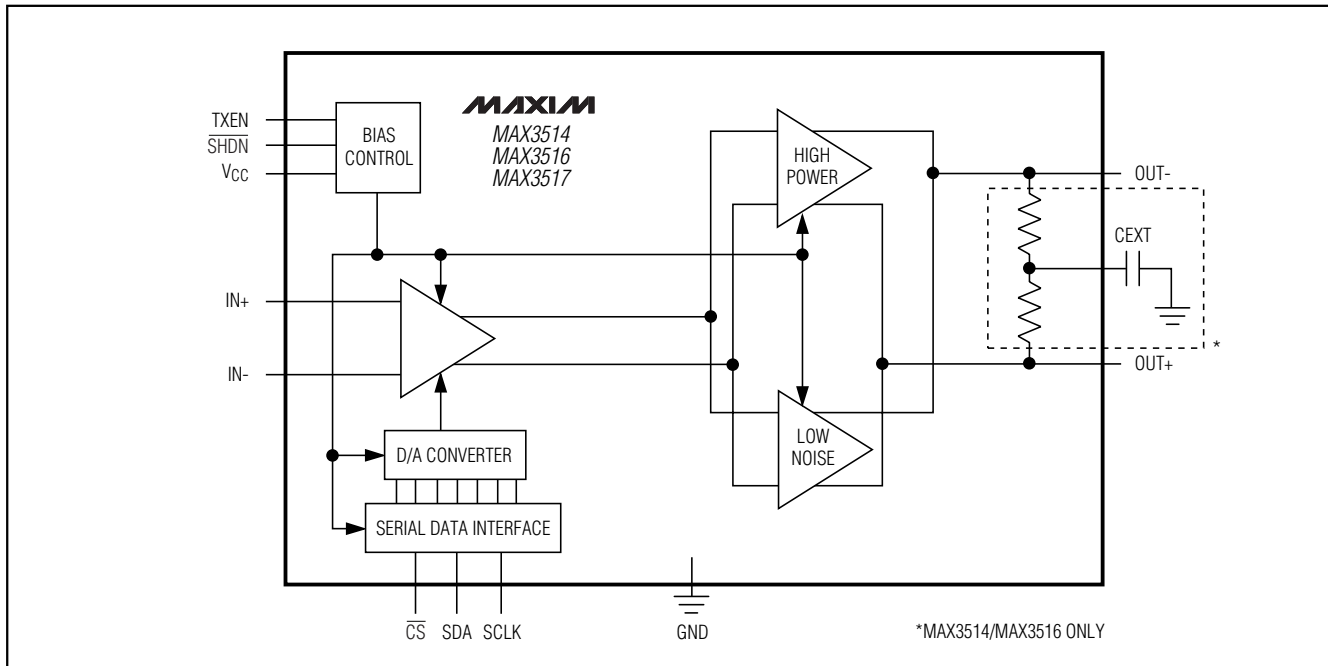 MAXIM
MAX3514
MAX3516
MAX3517
TXEN
SHDN
VCC
BIAS
CONTROL
HIGH
POWER
OUT-
CEXT
IN+
IN-
*
OUT+
LOW
NOISE
D/A CONVERTER
SERIAL DATA INTERFACE
CS SDA SCLK
GND
*MAX3514/MAX3516 ONLY